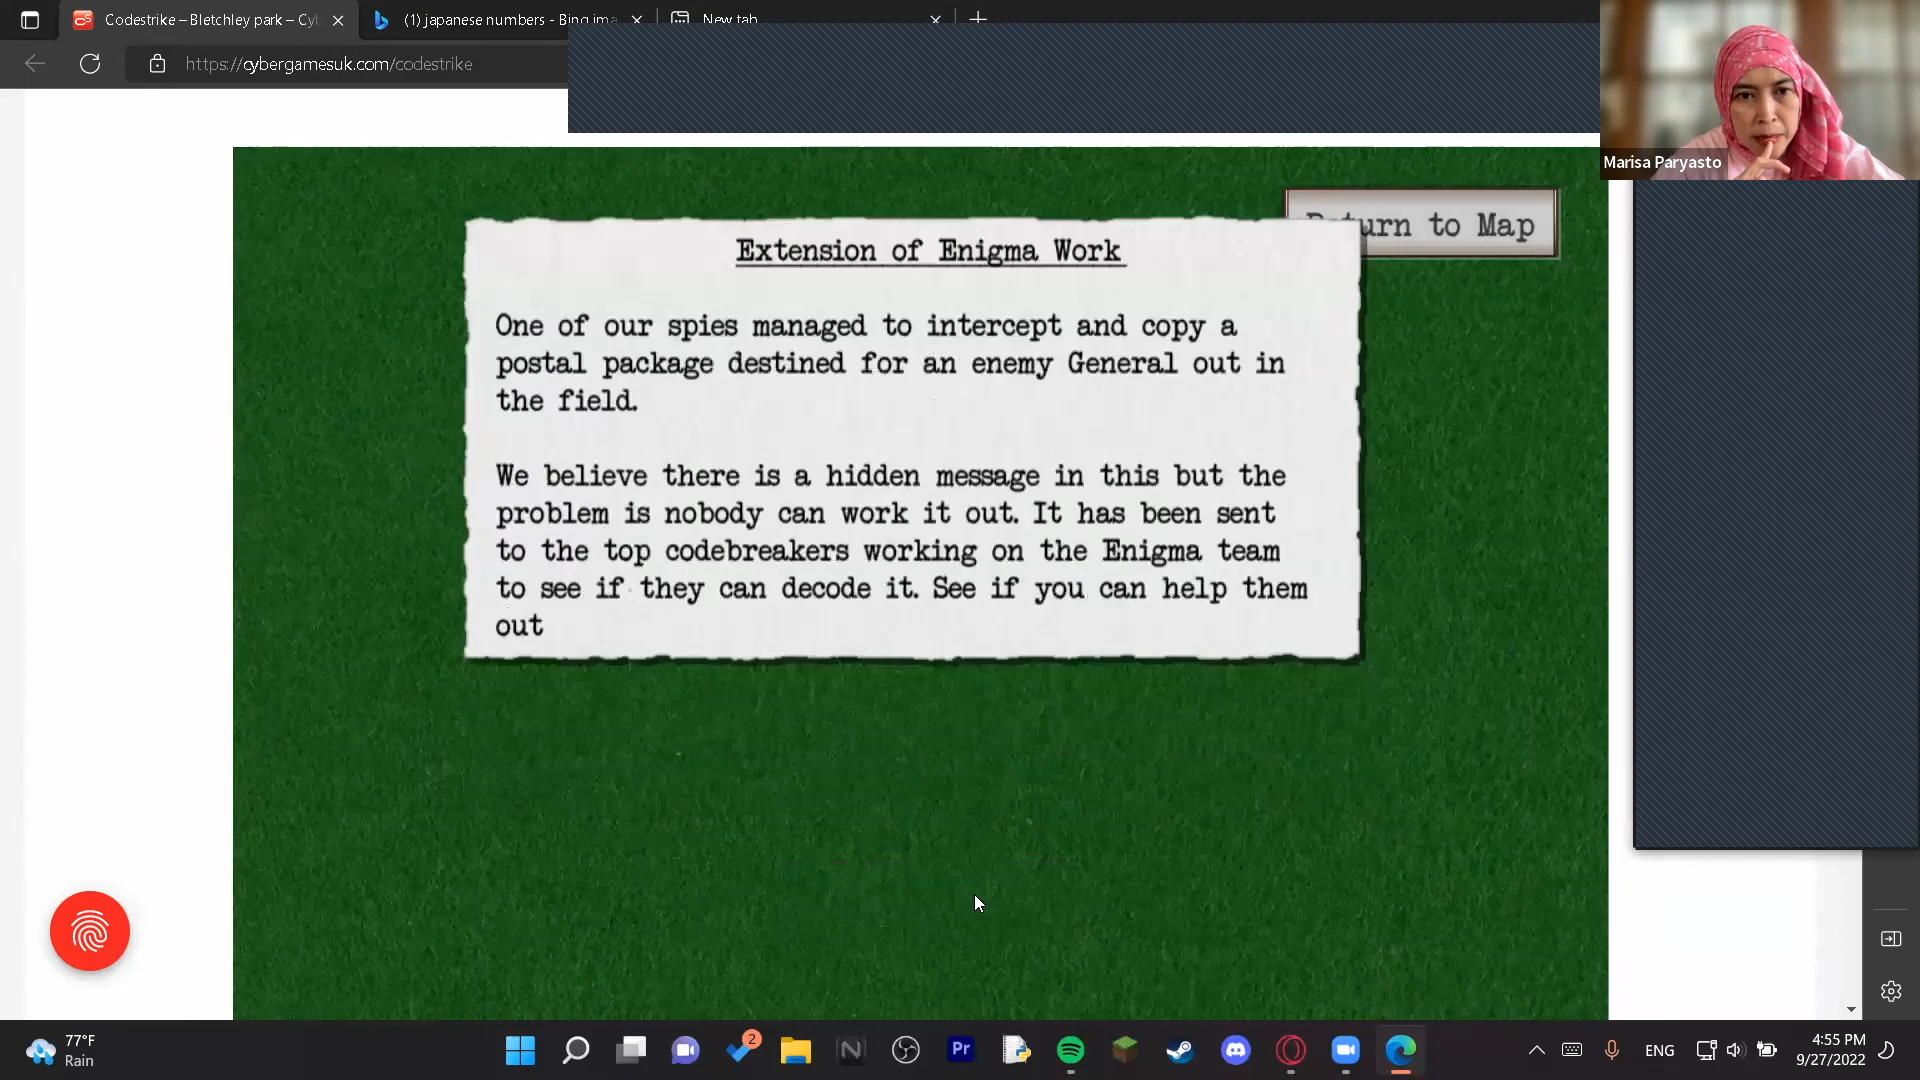 Codestrike – Bletchley park – Cyb
(1) japanese numbers - Bing ima
New tab
https://cybergamesuk.com/codestrike
Marisa Paryasto
Return to Map
Extension of Enigma Work
One of our spies managed to intercept and copy a
postal package destined for an enemy General out in
the field.
We believe there is a hidden message in this but the
problem is nobody can work it out. It has been sent
to the top codebreakers working on the Enigma team
to see if they can decode it. See if you can help them
out
77°F
Rain
2
N
Pr
ENG
4:55 PM
9/27/2022